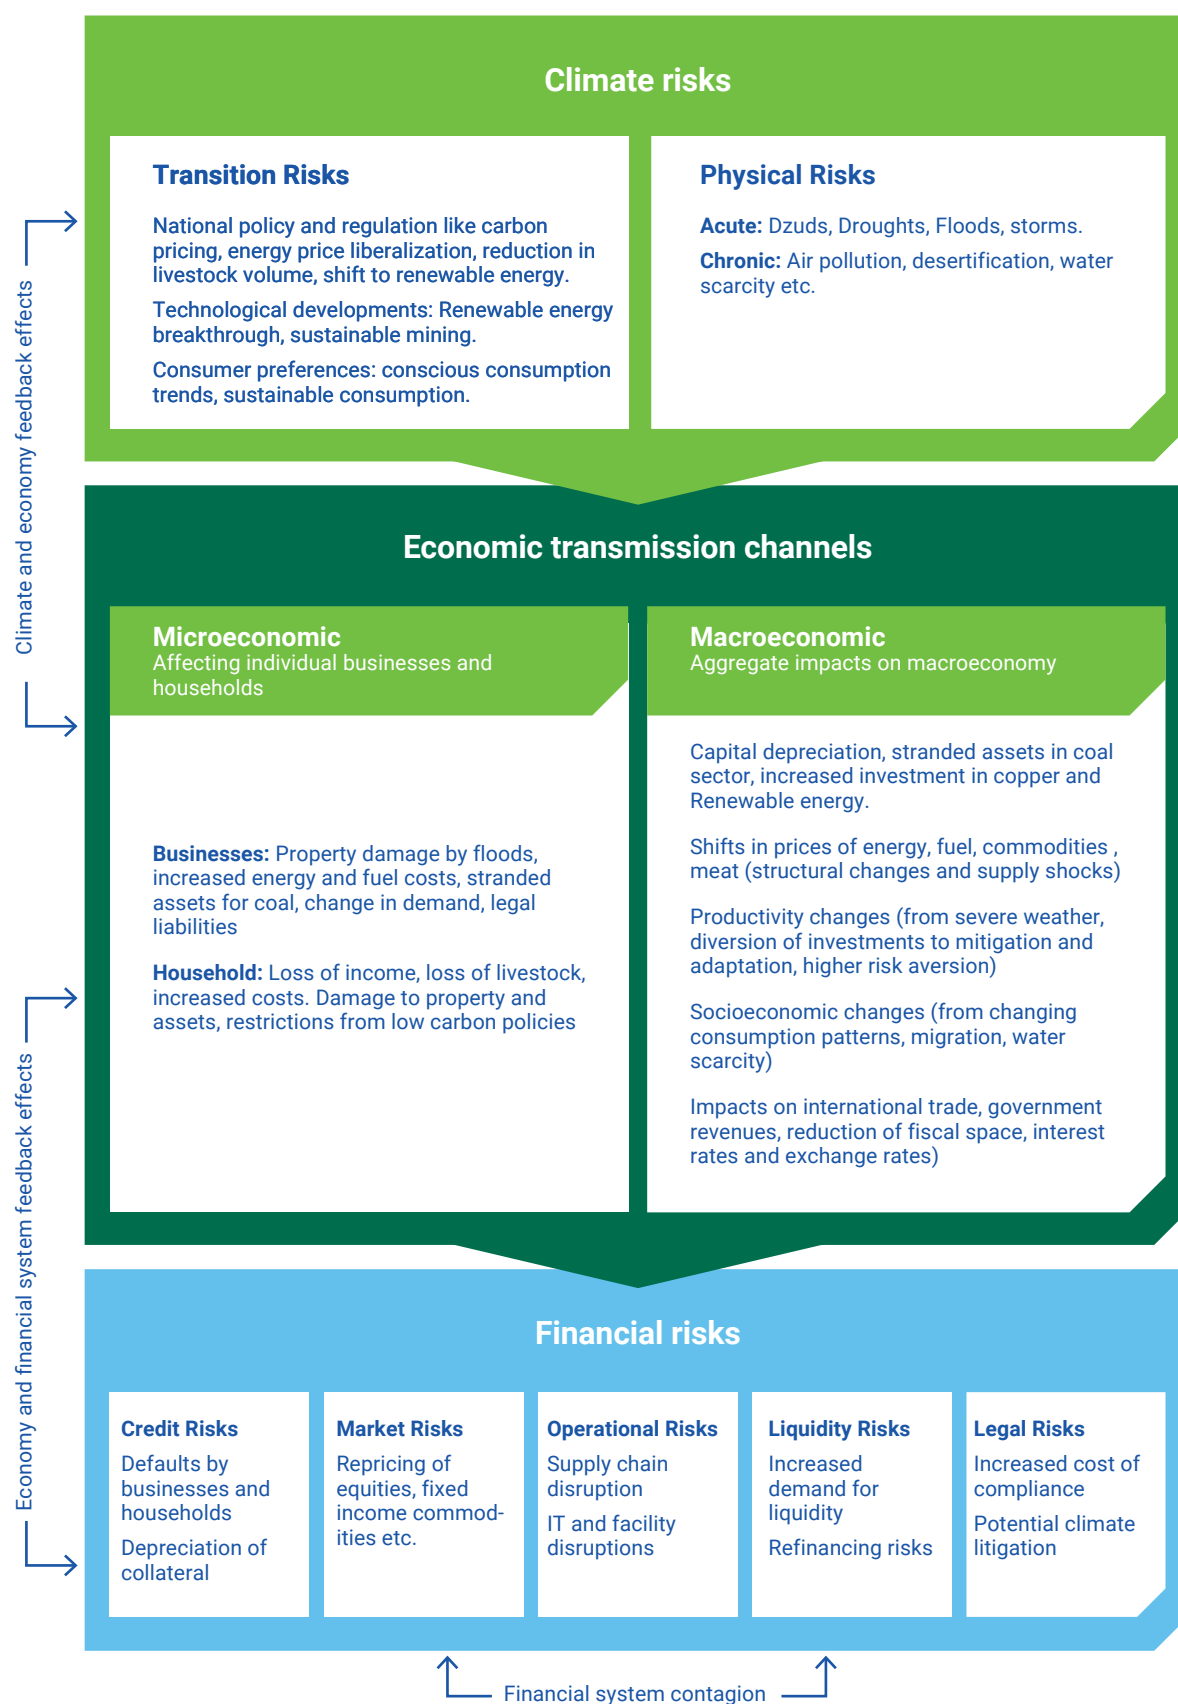 Climate risks
Transition Risks
National policy and regulation like carbon
pricing, energy price liberalization, reduction in
livestock volume, shift to renewable energy.
Technological developments: Renewable energy
breakthrough, sustainable mining.
Consumer preferences: conscious consumption
trends, sustainable consumption.
Physical Risks
Acute: Dzuds, Droughts, Floods, storms.
Chronic: Air pollution, desertification, water
scarcity etc.
Climate and economy feedback effects
Economic transmission channels
Microeconomic
Affecting individual businesses and
households
Businesses: Property damage by floods,
increased energy and fuel costs, stranded
assets for coal, change in demand, legal
liabilities
Household: Loss of income, loss of livestock,
increased costs. Damage to property and
assets, restrictions from low carbon policies
Macroeconomic
Aggregate impacts on macroeconomy
Capital depreciation, stranded assets in coal
sector, increased investment in copper and
Renewable energy.
Shifts in prices of energy, fuel, commodities ,
meat (structural changes and supply shocks)
Productivity changes (from severe weather,
diversion of investments to mitigation and
adaptation, higher risk aversion)
Socioeconomic changes (from changing
consumption patterns, migration, water
scarcity)
Impacts on international trade, government
revenues, reduction of fiscal space, interest
rates and exchange rates)
Economy and financial system feedback effects
Financial risks
Credit Risks
Defaults by
businesses and
households
Depreciation of
collateral
Market Risks
Repricing of
equities, fixed
income commod-
ities etc.
Operational Risks
Supply chain
disruption
IT and facility
disruptions
Liquidity Risks
Increased
demand for
liquidity
Refinancing risks
Legal Risks
Increased cost of
compliance
Potential climate
litigation
Financial system contagion